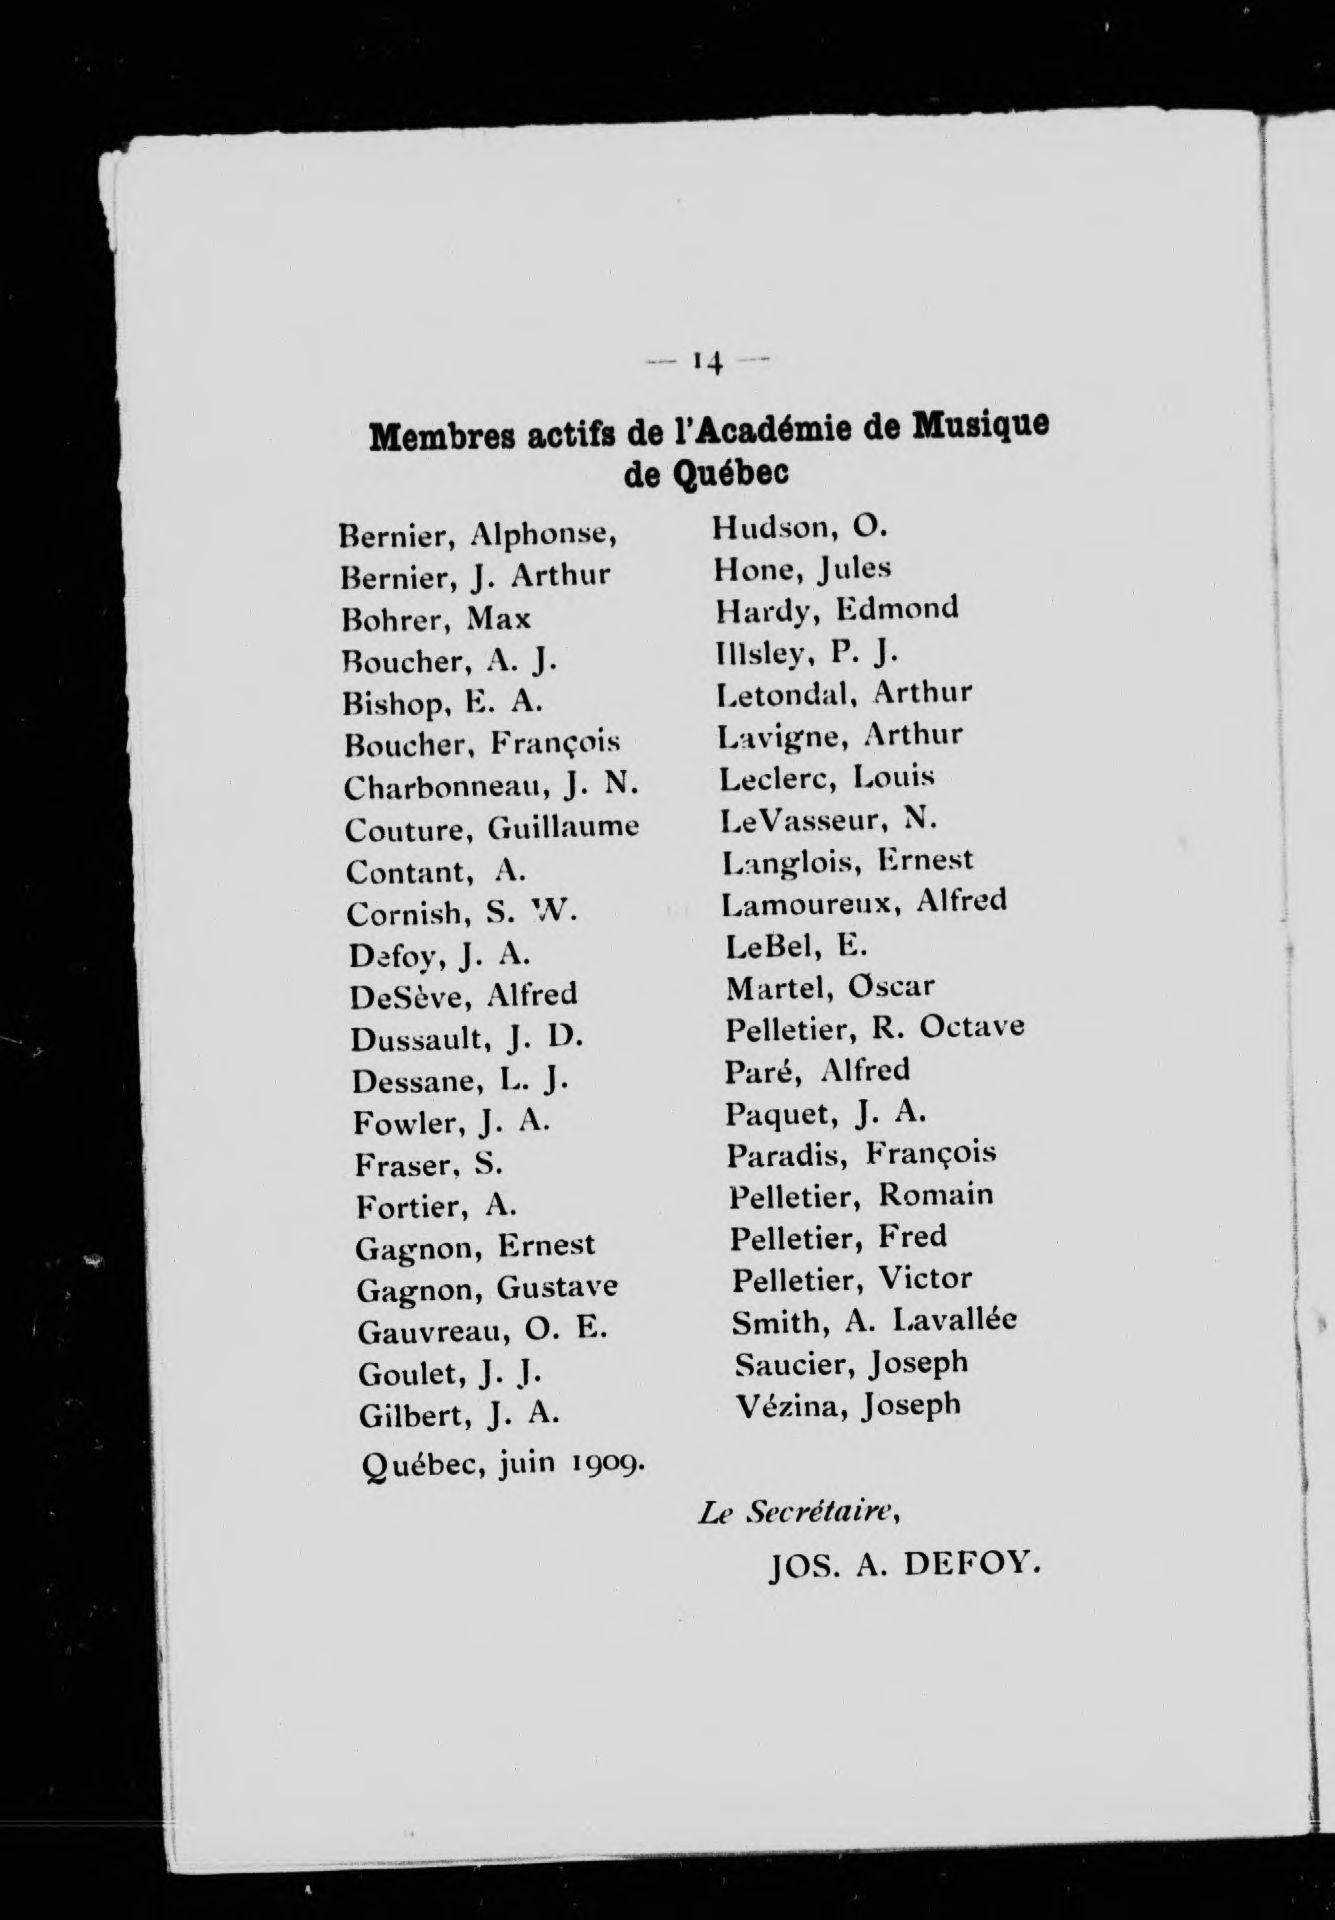 — 14 —
Membres actifs de l'Académie de Musique
de Québec
Bernier, Alphonse,
Bernier, J. Arthur
Bohrer, Max
Boucher, A. J.
Bishop, E. A.
Boucher, François
Charbonneau, J. N.
Couture, Guillaume
Contant, A.
Cornish, S. W.
Defoy, J. A.
DeSève, Alfred
Dussault, J. D.
Dessane, L. J.
Fowler, J. A.
Fraser, S.
Fortier, A.
Gagnon, Ernest
Gagnon, Gustave
Gauvreau, O. E.
Goulet, J. J.
Gilbert, J. A.
Hudson, O.
Hone, Jules
Hardy, Edmond
Illsley, P. J.
Letondal, Arthur
Lavigne, Arthur
Leclerc, Louis
LeVasseur, N.
Langlois, Ernest
Lamoureux, Alfred
LeBel, E.
Martel, Oscar
Pelletier, R. Octave
Paré, Alfred
Paquet, J. A.
Paradis, François
Pelletier, Romain
Pelletier, Fred
Pelletier, Victor
Smith, A. Lavallée
Saucier, Joseph
Vézina, Joseph
Québec, juin 1909.
Le Secrétaire,
JOS. A. DEFOY.